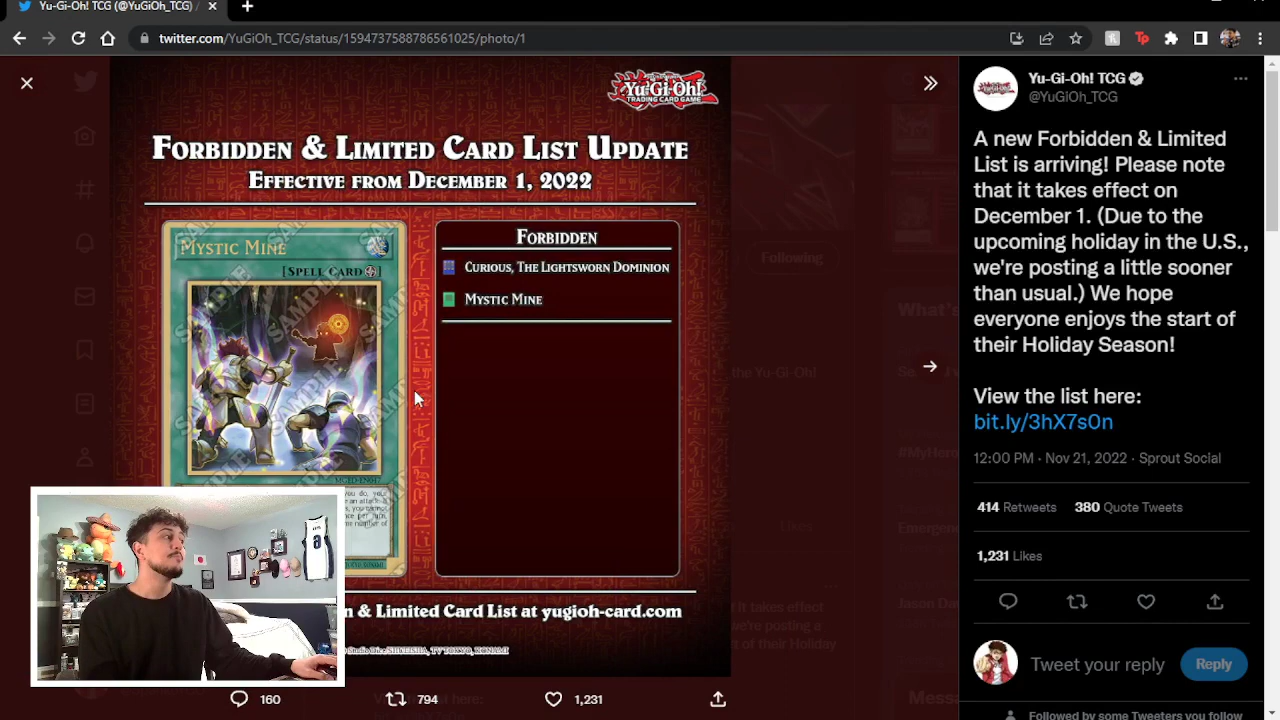 Yu-Gi-Oh! TCG (@YuGiOh_TCG) /
twitter.com/YuGiOh_TCG/status/1594737588786561025/photo/1
Yu-Gi-Oh!
TRADING CARD GAME
FORBIDDEN & LIMITED CARD LIST UPDATE
EFFECTIVE FROM DECEMBER 1, 2022
MYSTIC MINE
[SPELL CARD]
SAMPLE
SAMPLE
SAMPLE
SAMPLE
FORBIDDEN
CURIOUS, THE LIGHTSWORN DOMINION
MYSTIC MINE
n & Limited Card List at yugioh-card.com
160
794
1,231
Following
Likes
Yu-Gi-Oh! TCG
@YuGiOh_TCG
A new Forbidden & Limited
List is arriving! Please note
that it takes effect on
December 1. (Due to the
upcoming holiday in the U.S.,
we're posting a little sooner
than usual.) We hope
everyone enjoys the start of
their Holiday Season!
View the list here:
bit.ly/3hX7s0n
12:00 PM · Nov 21, 2022 · Sprout Social
414 Retweets 380 Quote Tweets
1,231 Likes
Tweet your reply
Reply
Followed by some Tweeters you follow